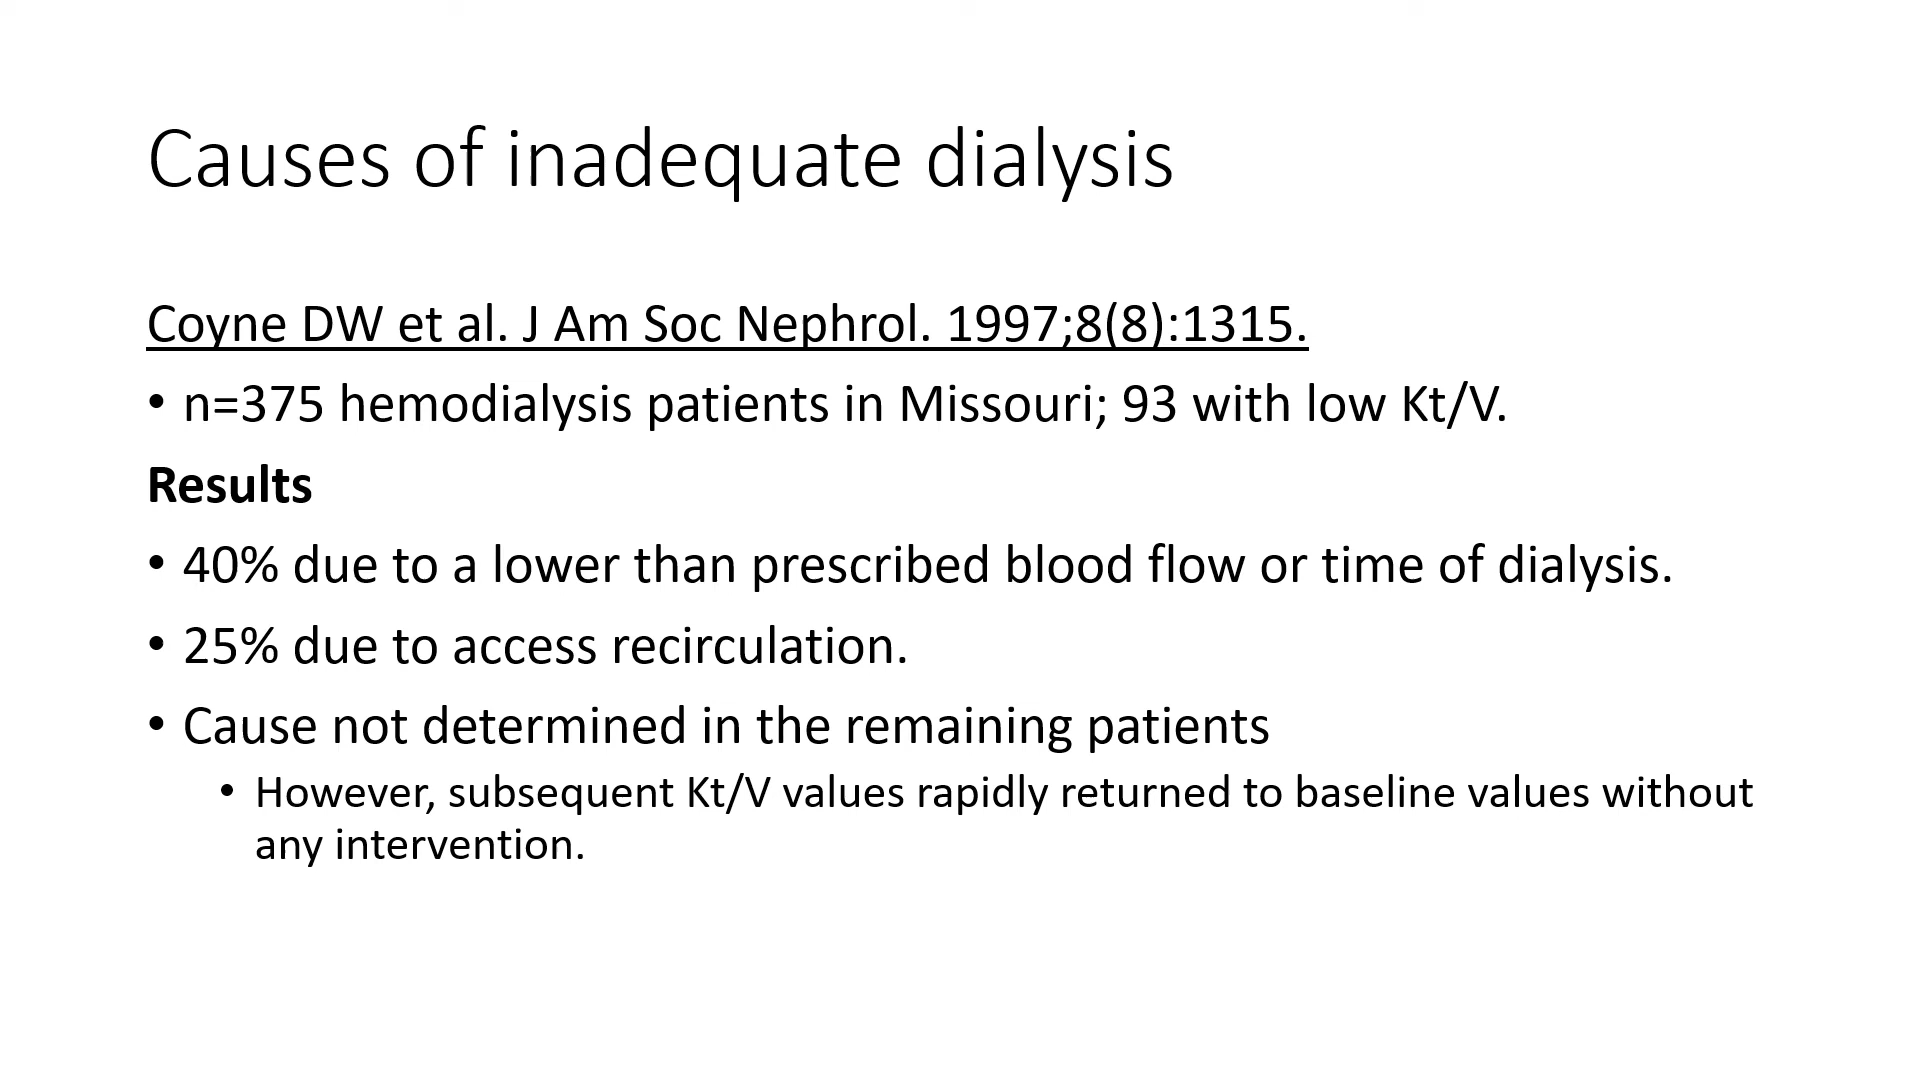 Causes of inadequate dialysis
Coyne DW et al. J Am Soc Nephrol. 1997;8(8):1315.
• n=375 hemodialysis patients in Missouri; 93 with low Kt/V.
Results
• 40% due to a lower than prescribed blood flow or time of dialysis.
• 25% due to access recirculation.
• Cause not determined in the remaining patients
• However, subsequent Kt/V values rapidly returned to baseline values without
any intervention.